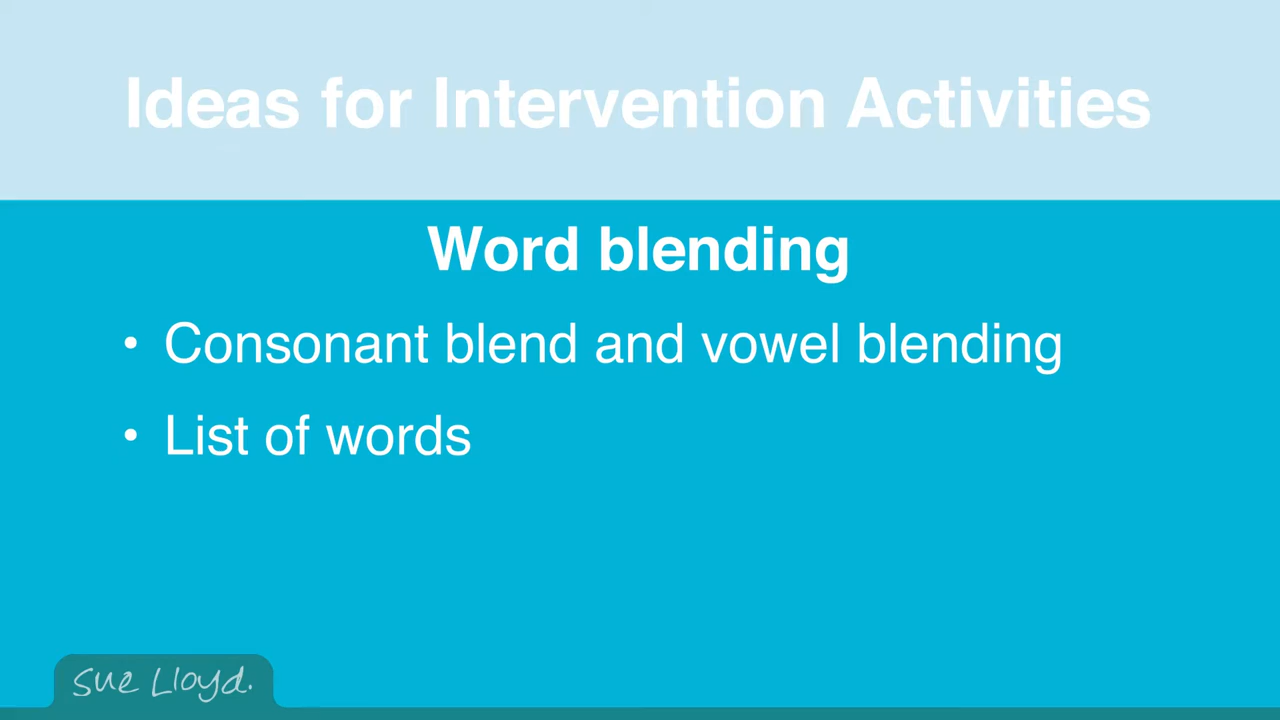 Ideas for Intervention Activities
Word blending
• Consonant blend and vowel blending
• List of words
Sue Lloyd.